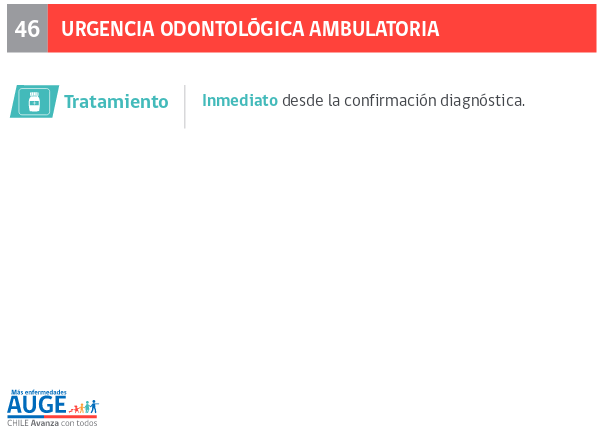 46 URGENCIA ODONTOLÓGICA AMBULATORIA
Tratamiento Inmediato desde la confirmación diagnóstica.
Más enfermedades
AUGE
CHILE Avanza con todos